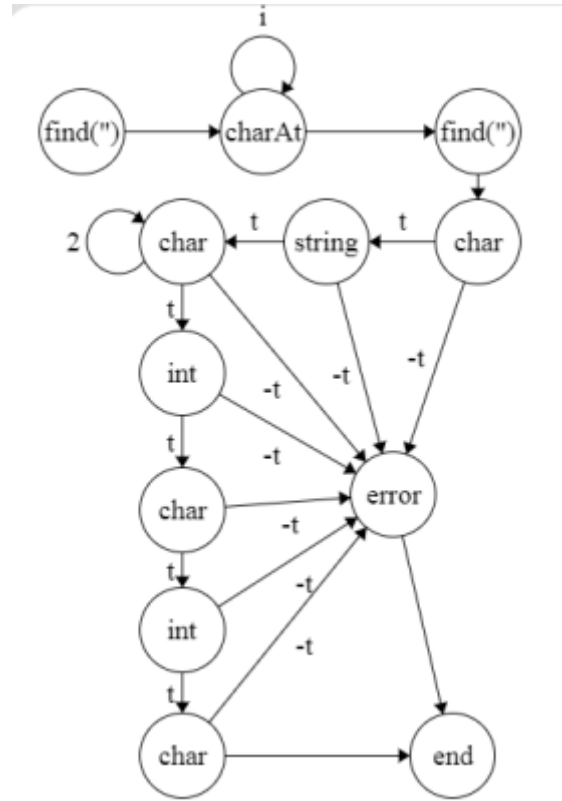 i
find(") charAt find(")
2 char t string t char
t -t -t
int -t
t -t
char error
-t
t -t
int -t
t
char end